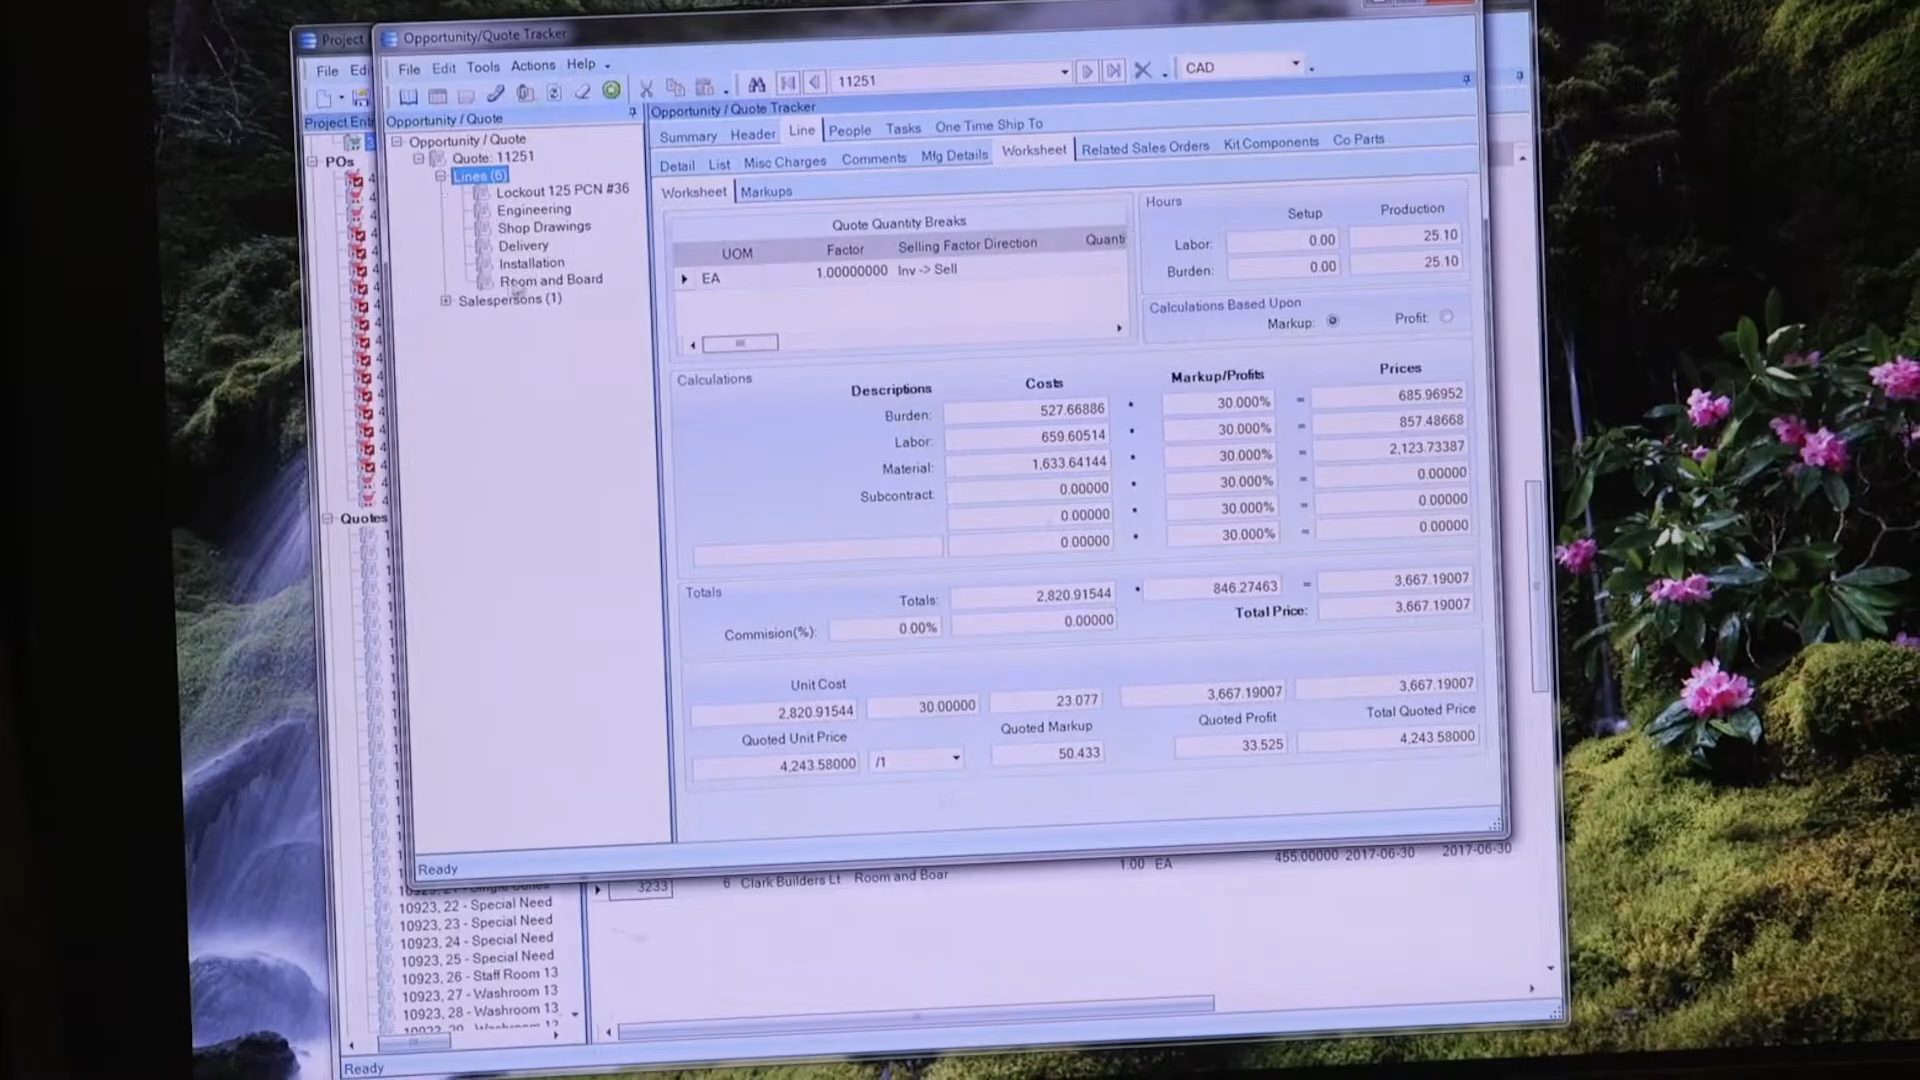 Project
Opportunity/Quote Tracker
File
File Edit Tools Actions Help
11251
CAD
Project Ent
Opportunity / Quote
Opportunity / Quote Tracker
Summary Header Line People Tasks One Time Ship To
Detail List Misc Charges Comments Mfg Details Worksheet Related Sales Orders Kit Components Co Parts
Worksheet Markups
POs
Opportunity / Quote
Quote: 11251
Lines (6)
Lockout 125 PCN #36
Engineering
Shop Drawings
Delivery
Installation
Room and Board
Salespersons (1)
Quotes
Quote Quantity Breaks
UOM Factor Selling Factor Direction Quanti
EA 1.00000000 Inv -> Sell
Hours
Setup Production
Labor: 0.00 25.10
Burden: 0.00 25.10
Calculations Based Upon
Markup: Profit:
Calculations
Descriptions Costs Markup/Profits Prices
Burden: 527.66886 30.000% = 685.96952
Labor: 659.60514 30.000% = 857.48668
Material: 1,633.64144 30.000% = 2,123.73387
Subcontract: 0.00000 30.000% = 0.00000
0.00000 30.000% = 0.00000
0.00000 30.000% = 0.00000
Totals
Totals: 2,820.91544 846.27463 = 3,667.19007
Commision(%): 0.00% 0.00000 Total Price: 3,667.19007
Unit Cost
2,820.91544 30.00000 23.077 3,667.19007 3,667.19007
Quoted Unit Price Quoted Markup Quoted Profit Total Quoted Price
4,243.58000 /1 50.433 33.525 4,243.58000
Ready
3233 6 Clark Builders Lt Room and Boar 1.00 EA 455.00000 2017-06-30 2017-06-30
10923, 22 - Special Need
10923, 23 - Special Need
10923, 24 - Special Need
10923, 25 - Special Need
10923, 26 - Staff Room 13
10923, 27 - Washroom 13
10923, 28 - Washroom 13
Ready